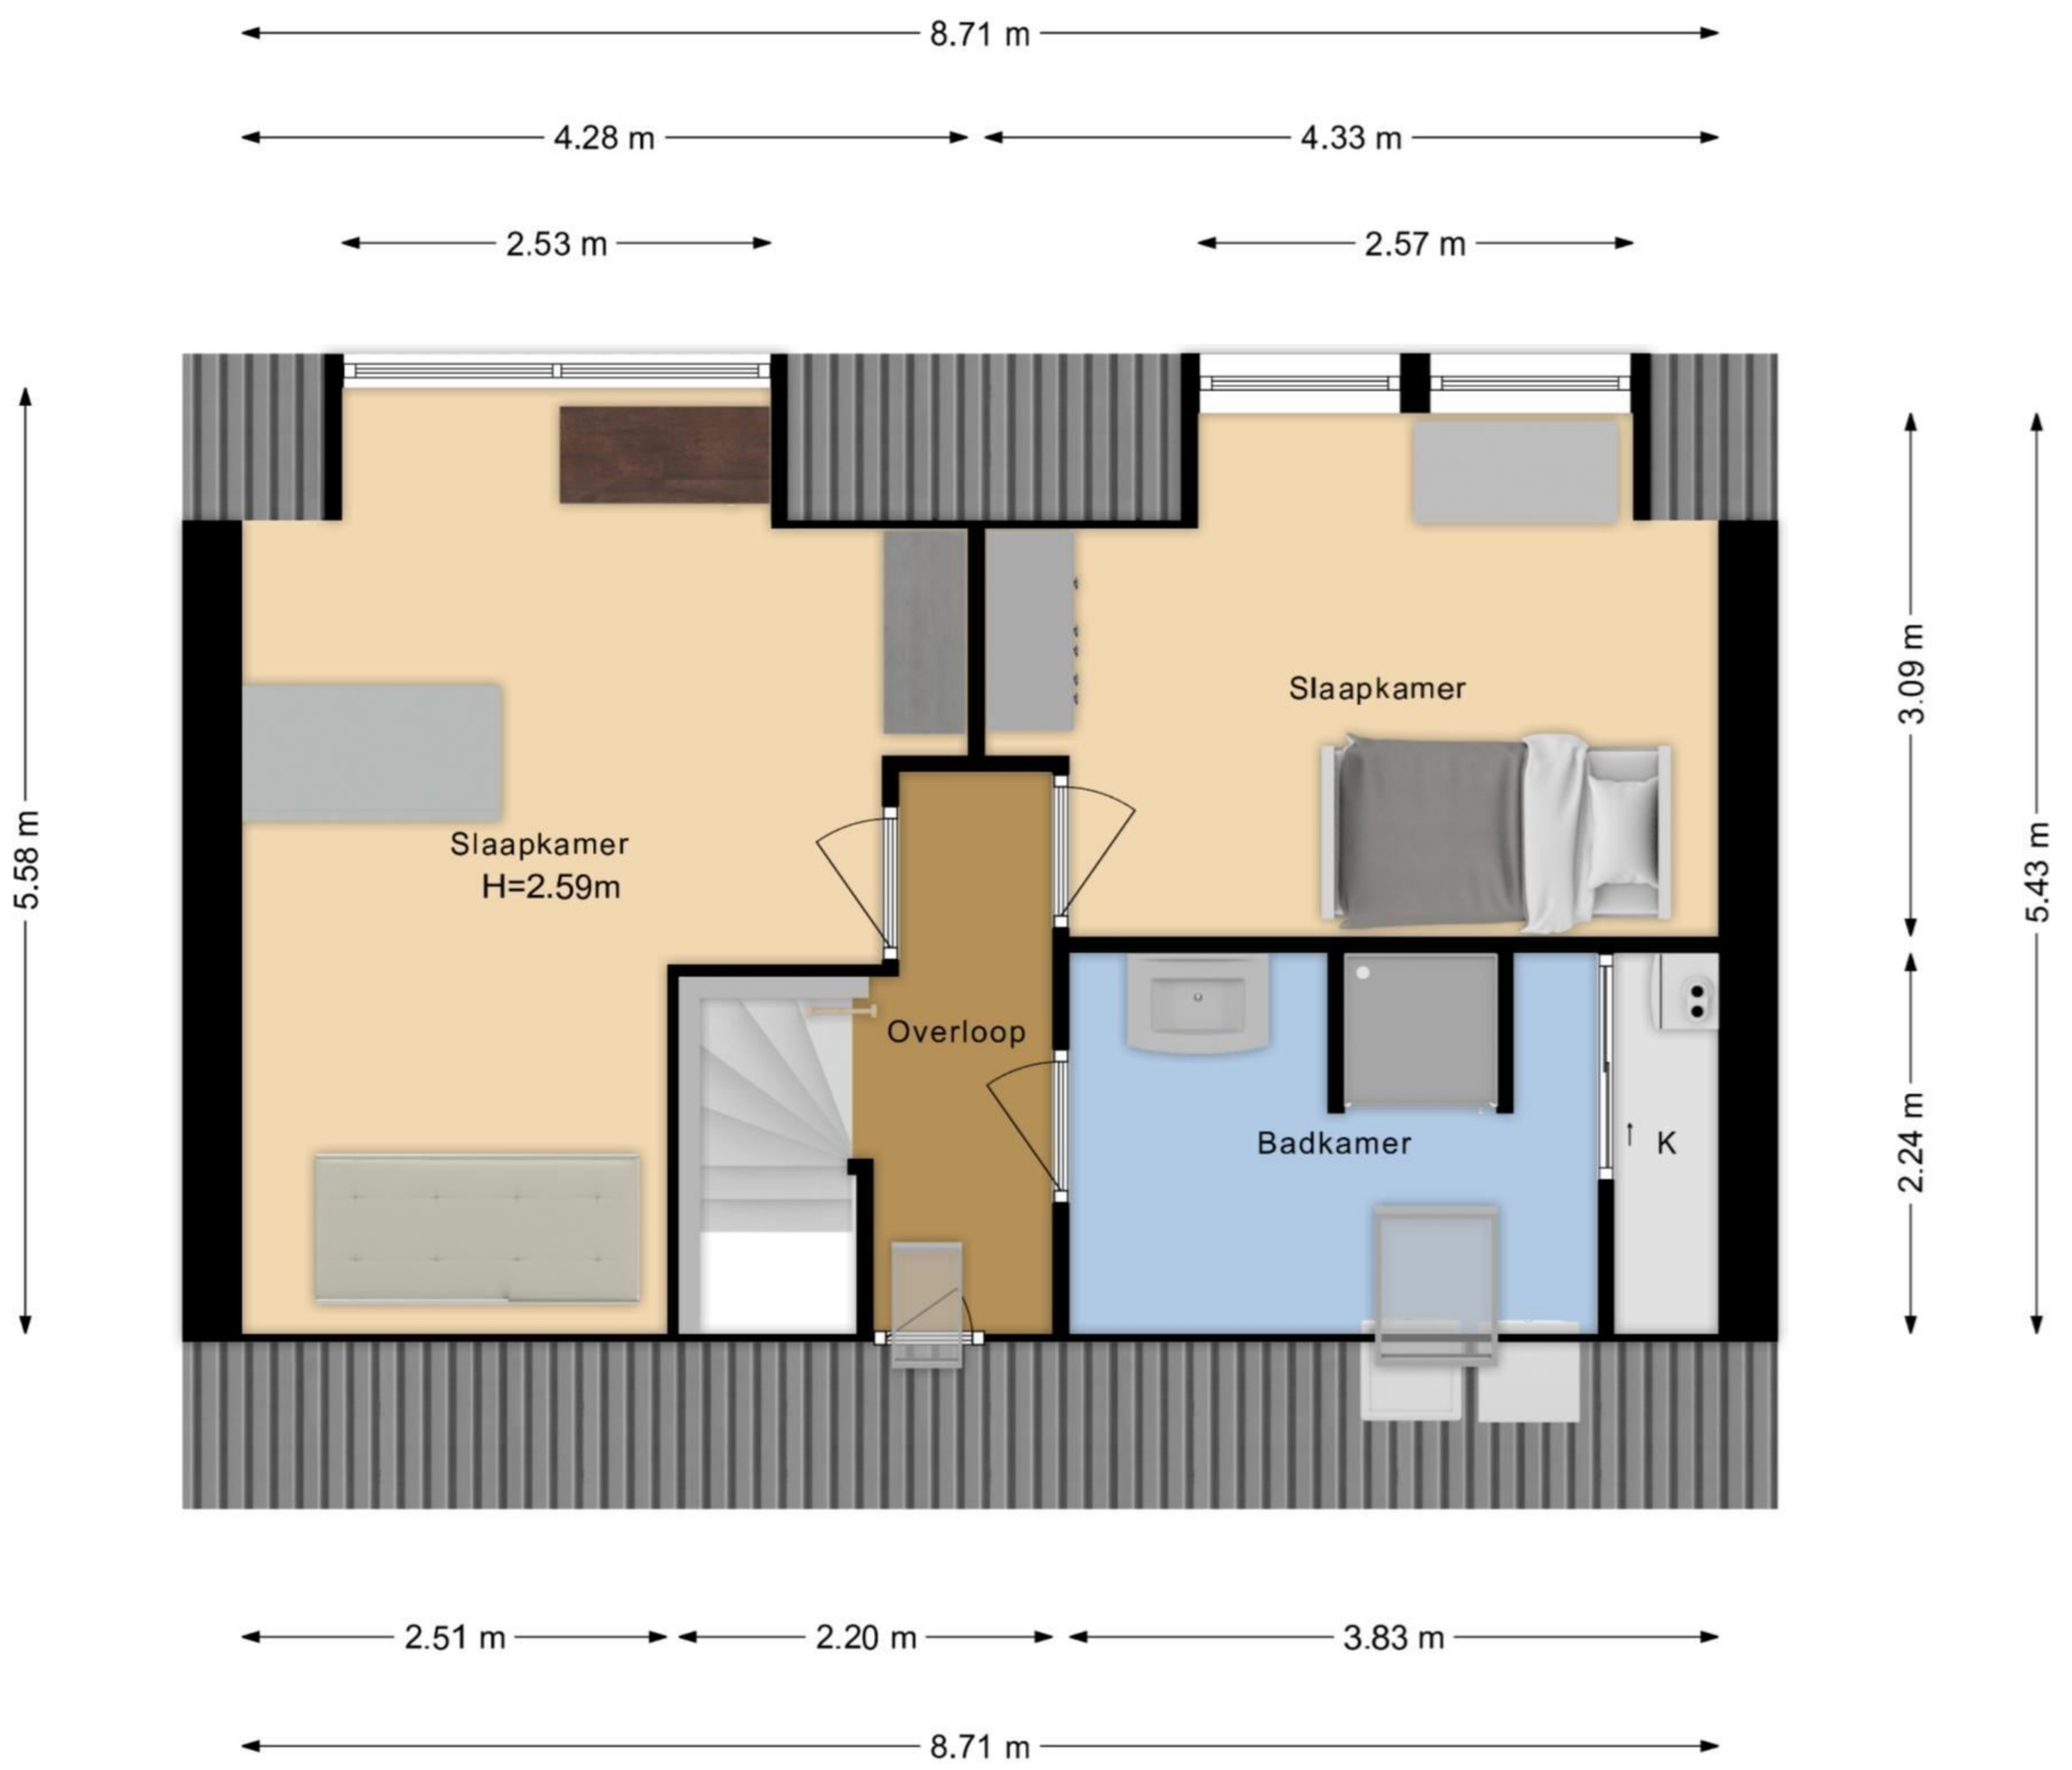 8.71 m
4.28 m
4.33 m
2.53 m
2.57 m
3.09 m
Slaapkamer
Slaapkamer
H=2.59m
5.58 m
5.43 m
Overloop
Badkamer
K
2.24 m
2.51 m
2.20 m
3.83 m
8.71 m